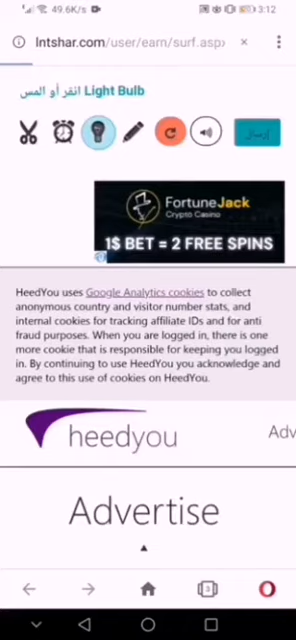 49.6K/s 3:12
lntshar.com/user/earn/surf.asp
انقر أو المس Light Bulb
إرسال
FortuneJack
Crypto Casino
1$ BET = 2 FREE SPINS
HeedYou uses Google Analytics cookies to collect
anonymous country and visitor number stats, and
internal cookies for tracking affiliate IDs and for anti
fraud purposes. When you are logged in, there is one
more cookie that is responsible for keeping you logged
in. By continuing to use HeedYou you acknowledge and
agree to this use of cookies on HeedYou.
heedyou
Adv
Advertise
3